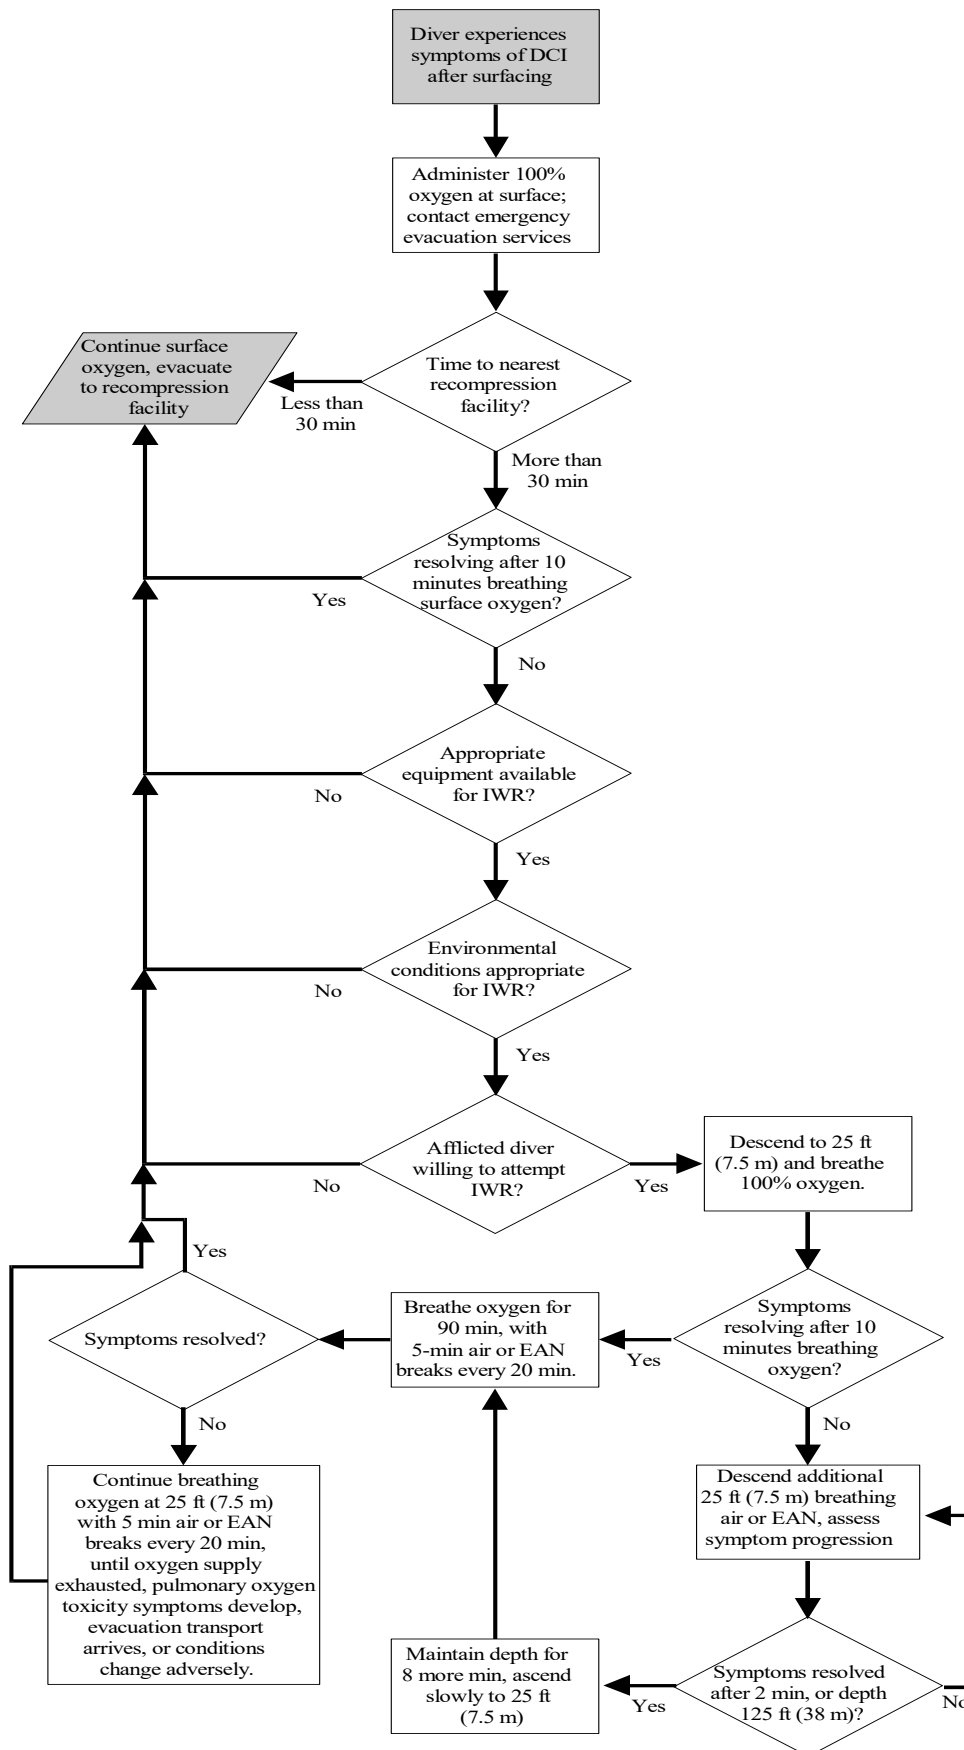 Diver experiences
symptoms of DCI
after surfacing
Administer 100%
oxygen at surface;
contact emergency
evacuation services
Continue surface
oxygen, evacuate
to recompression
facility
Time to nearest
recompression
facility?
Less than
30 min
More than
30 min
Symptoms
resolving after 10
minutes breathing
surface oxygen?
Yes
No
Appropriate
equipment available
for IWR?
No
Yes
Environmental
conditions appropriate
for IWR?
No
Yes
Afflicted diver
willing to attempt
IWR?
No
Yes
Descend to 25 ft
(7.5 m) and breathe
100% oxygen.
Symptoms
resolving after 10
minutes breathing
oxygen?
Yes
No
Breathe oxygen for
90 min, with
5-min air or EAN
breaks every 20 min.
Symptoms resolved?
Yes
No
Continue breathing
oxygen at 25 ft (7.5 m)
with 5 min air or EAN
breaks every 20 min,
until oxygen supply
exhausted, pulmonary oxygen
toxicity symptoms develop,
evacuation transport
arrives, or conditions
change adversely.
Descend additional
25 ft (7.5 m) breathing
air or EAN, assess
symptom progression
Symptoms resolved
after 2 min, or depth
125 ft (38 m)?
Yes
No
Maintain depth for
8 more min, ascend
slowly to 25 ft
(7.5 m)